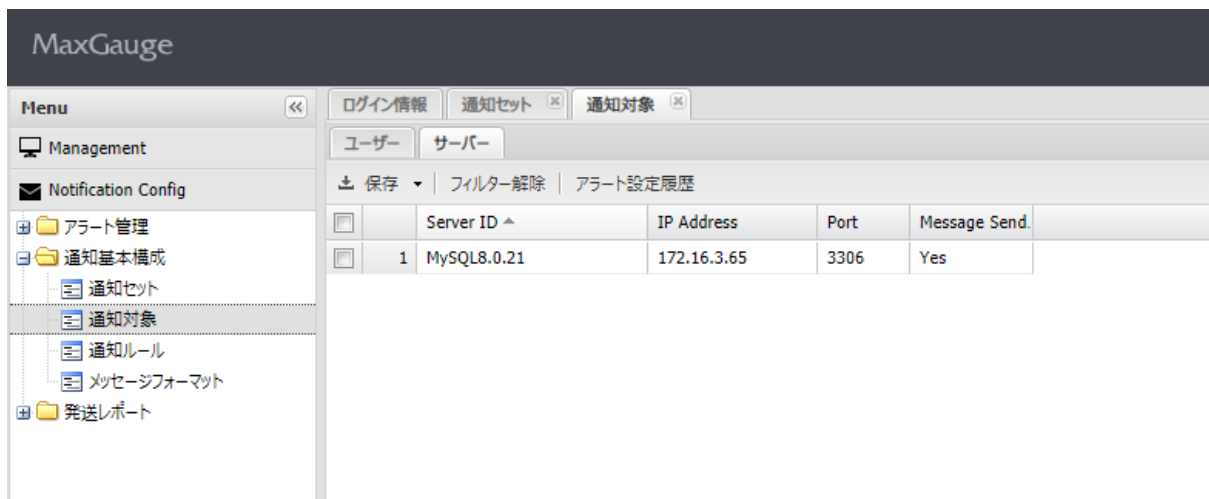 MaxGauge
Menu
Management
Notification Config
アラート管理
通知基本構成
通知セット
通知対象
通知ルール
メッセージフォーマット
発送レポート
ログイン情報 通知セット 通知対象
ユーザー サーバー
保存 フィルター解除 アラート設定履歴
Server ID IP Address Port Message Send.
1 MySQL8.0.21 172.16.3.65 3306 Yes